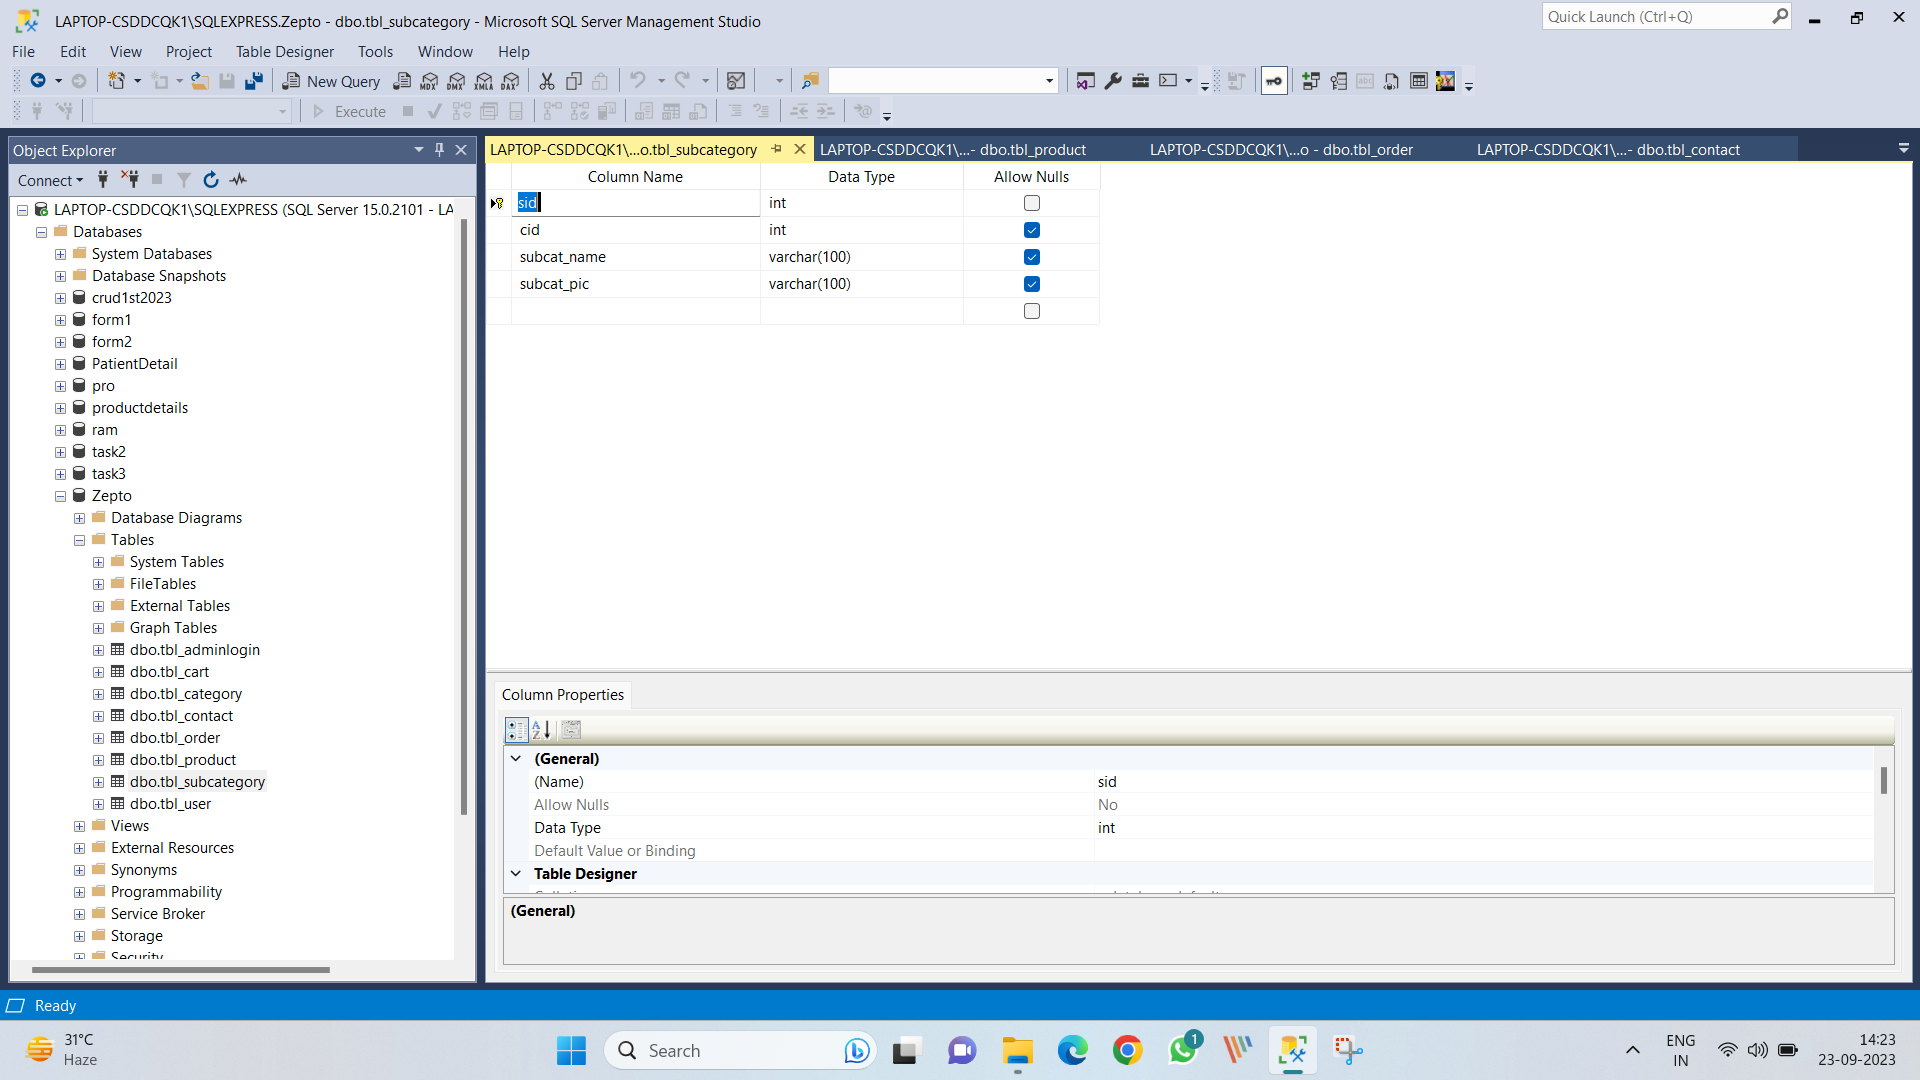 LAPTOP-CSDDCQK1\SQLEXPRESS.Zepto - dbo.tbl_subcategory - Microsoft SQL Server Management Studio
Quick Launch (Ctrl+Q)
File Edit View Project Table Designer Tools Window Help
New Query MDX DMX XMLA DAX
Execute
Object Explorer
Connect
LAPTOP-CSDDCQK1\SQLEXPRESS (SQL Server 15.0.2101 - LA
Databases
System Databases
Database Snapshots
crud1st2023
form1
form2
PatientDetail
pro
productdetails
ram
task2
task3
Zepto
Database Diagrams
Tables
System Tables
FileTables
External Tables
Graph Tables
dbo.tbl_adminlogin
dbo.tbl_cart
dbo.tbl_category
dbo.tbl_contact
dbo.tbl_order
dbo.tbl_product
dbo.tbl_subcategory
dbo.tbl_user
Views
External Resources
Synonyms
Programmability
Service Broker
Storage
Security
LAPTOP-CSDDCQK1\...o.tbl_subcategory LAPTOP-CSDDCQK1\...- dbo.tbl_product LAPTOP-CSDDCQK1\...o - dbo.tbl_order LAPTOP-CSDDCQK1\...- dbo.tbl_contact
Column Name Data Type Allow Nulls
sid int
cid int
subcat_name varchar(100)
subcat_pic varchar(100)
Column Properties
(General)
(Name) sid
Allow Nulls No
Data Type int
Default Value or Binding
Table Designer
(General)
Ready
31°C
Haze
Search
1
ENG
IN
14:23
23-09-2023